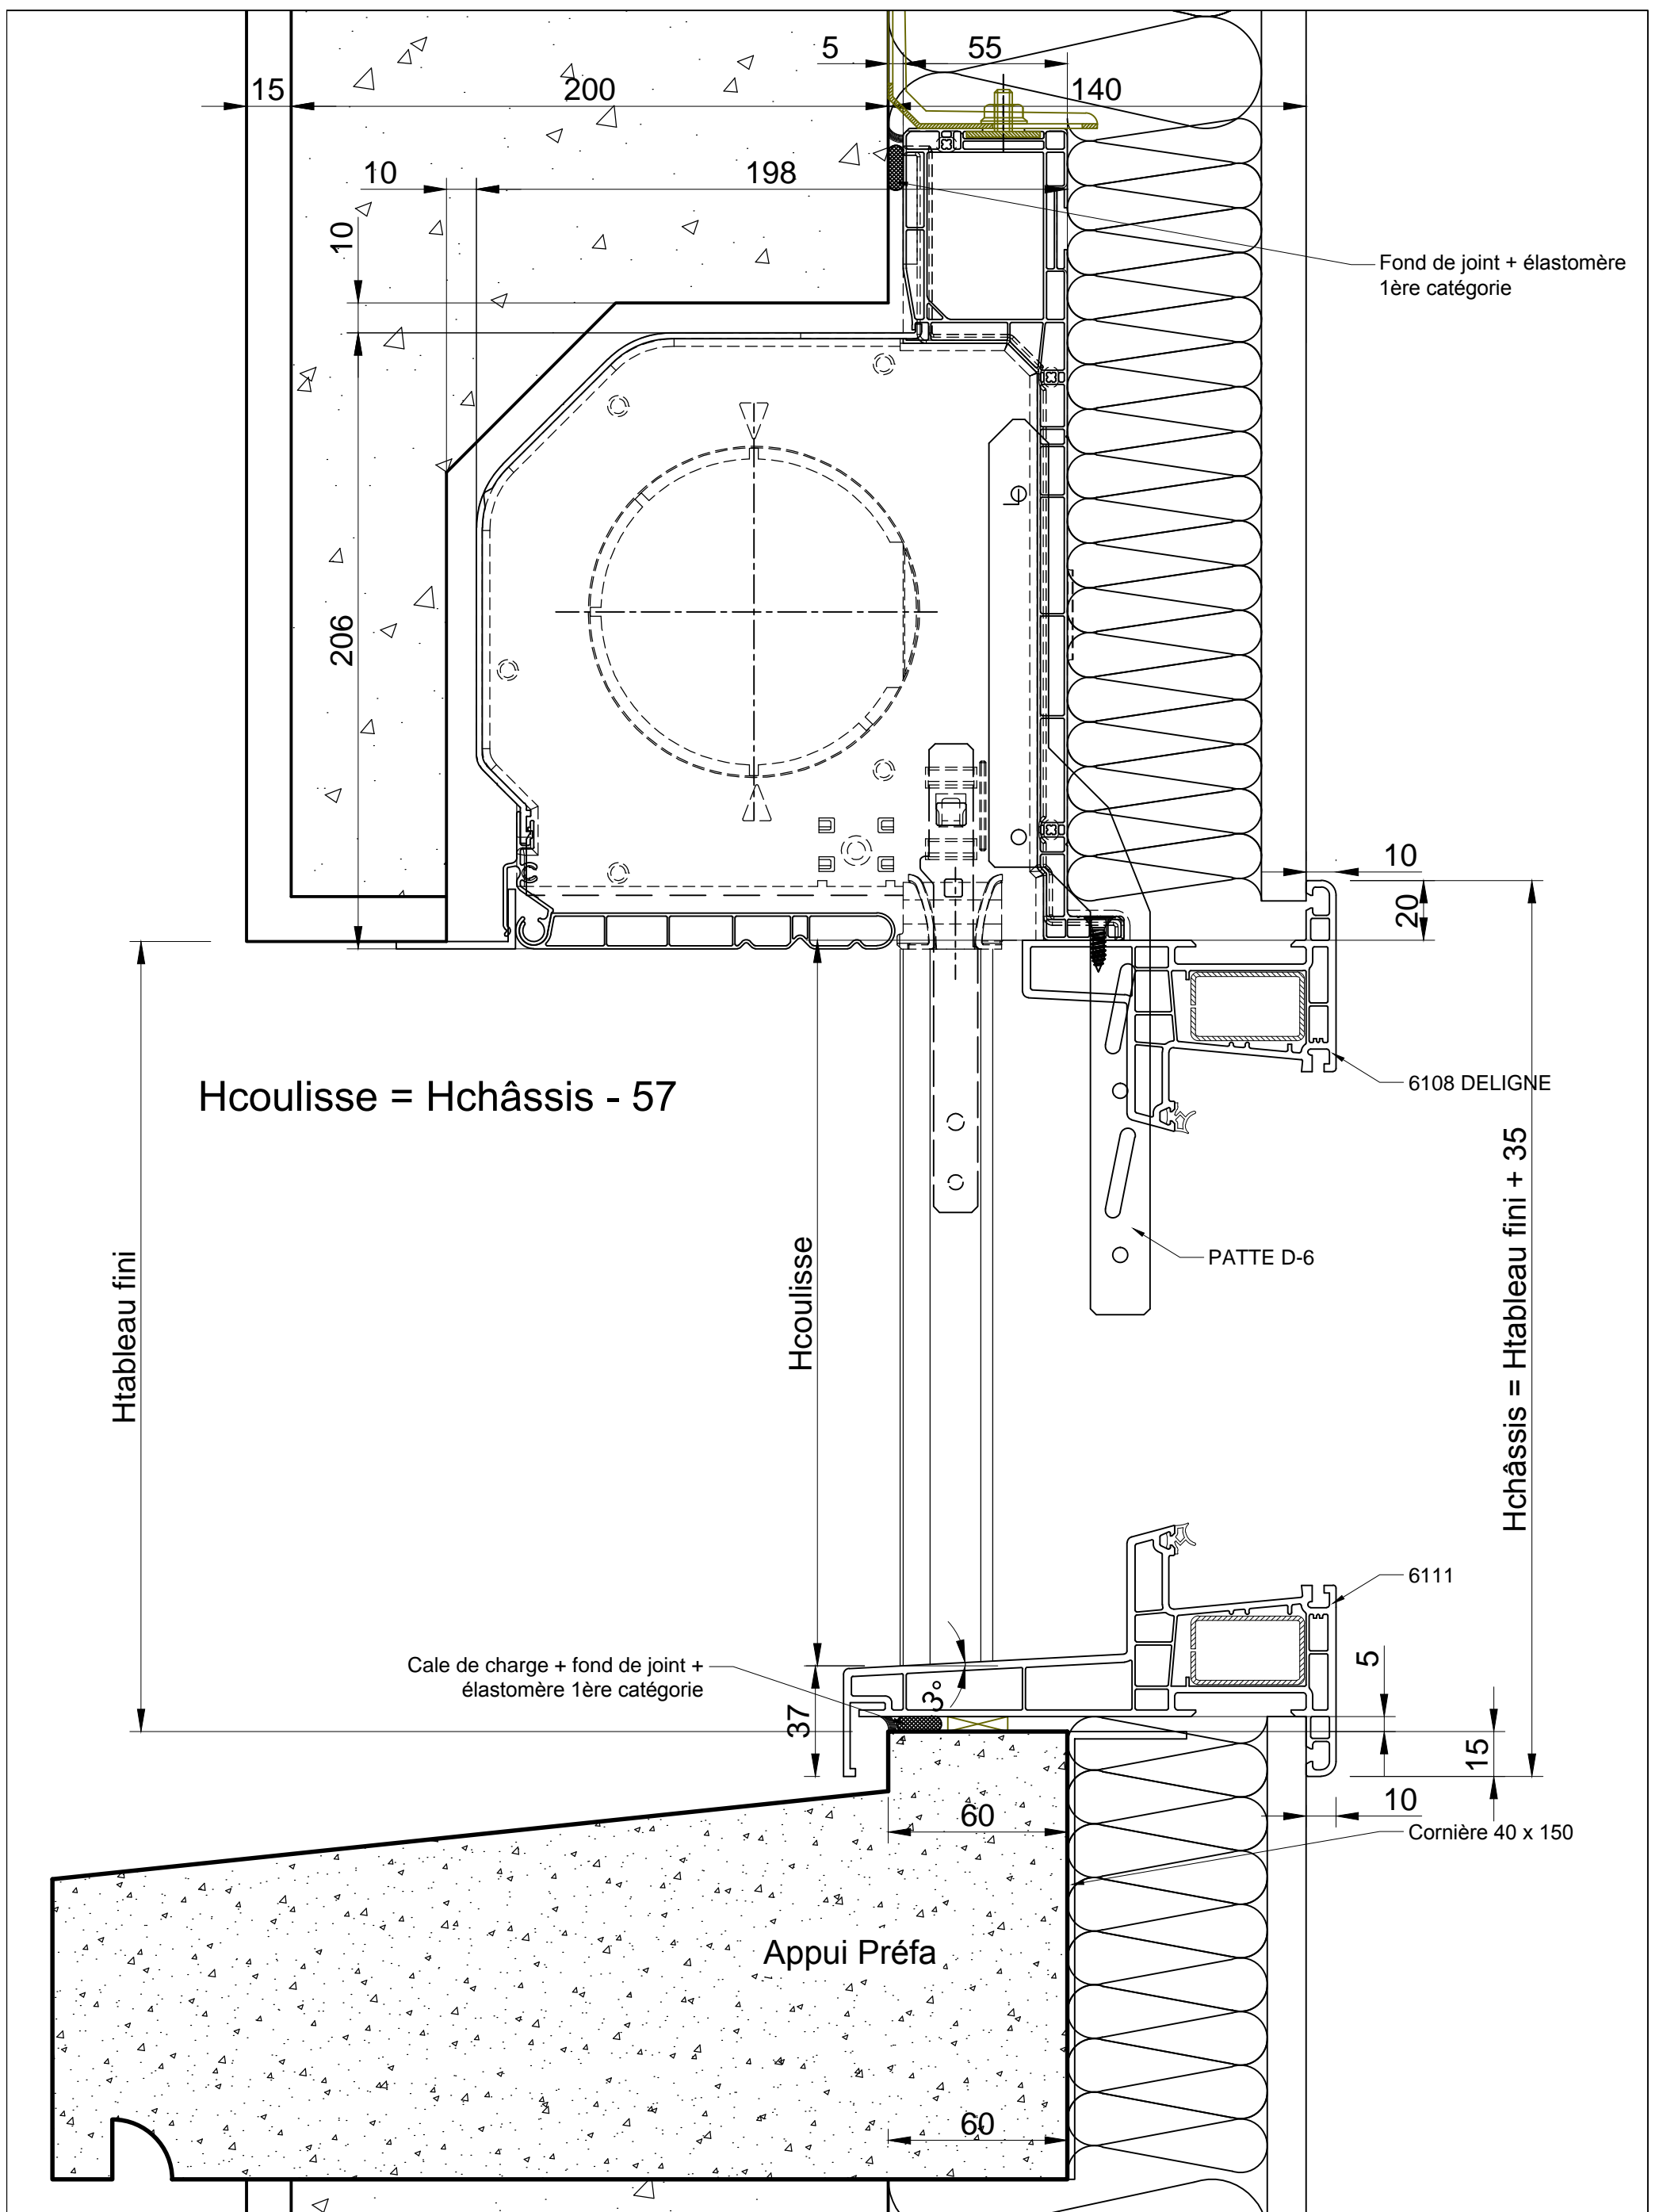 5
55
15
200
140
10
198
10
Fond de joint + élastomère
1ère catégorie
206
10
20
Hcoulisse = Hchâssis - 57
6108 DELIGNE
Htableau fini
Hcoulisse
PATTE D-6
Hchâssis = Htableau fini + 35
6111
Cale de charge + fond de joint +
élastomère 1ère catégorie
3°
37
5
15
60
10
Cornière 40 x 150
Appui Préfa
60